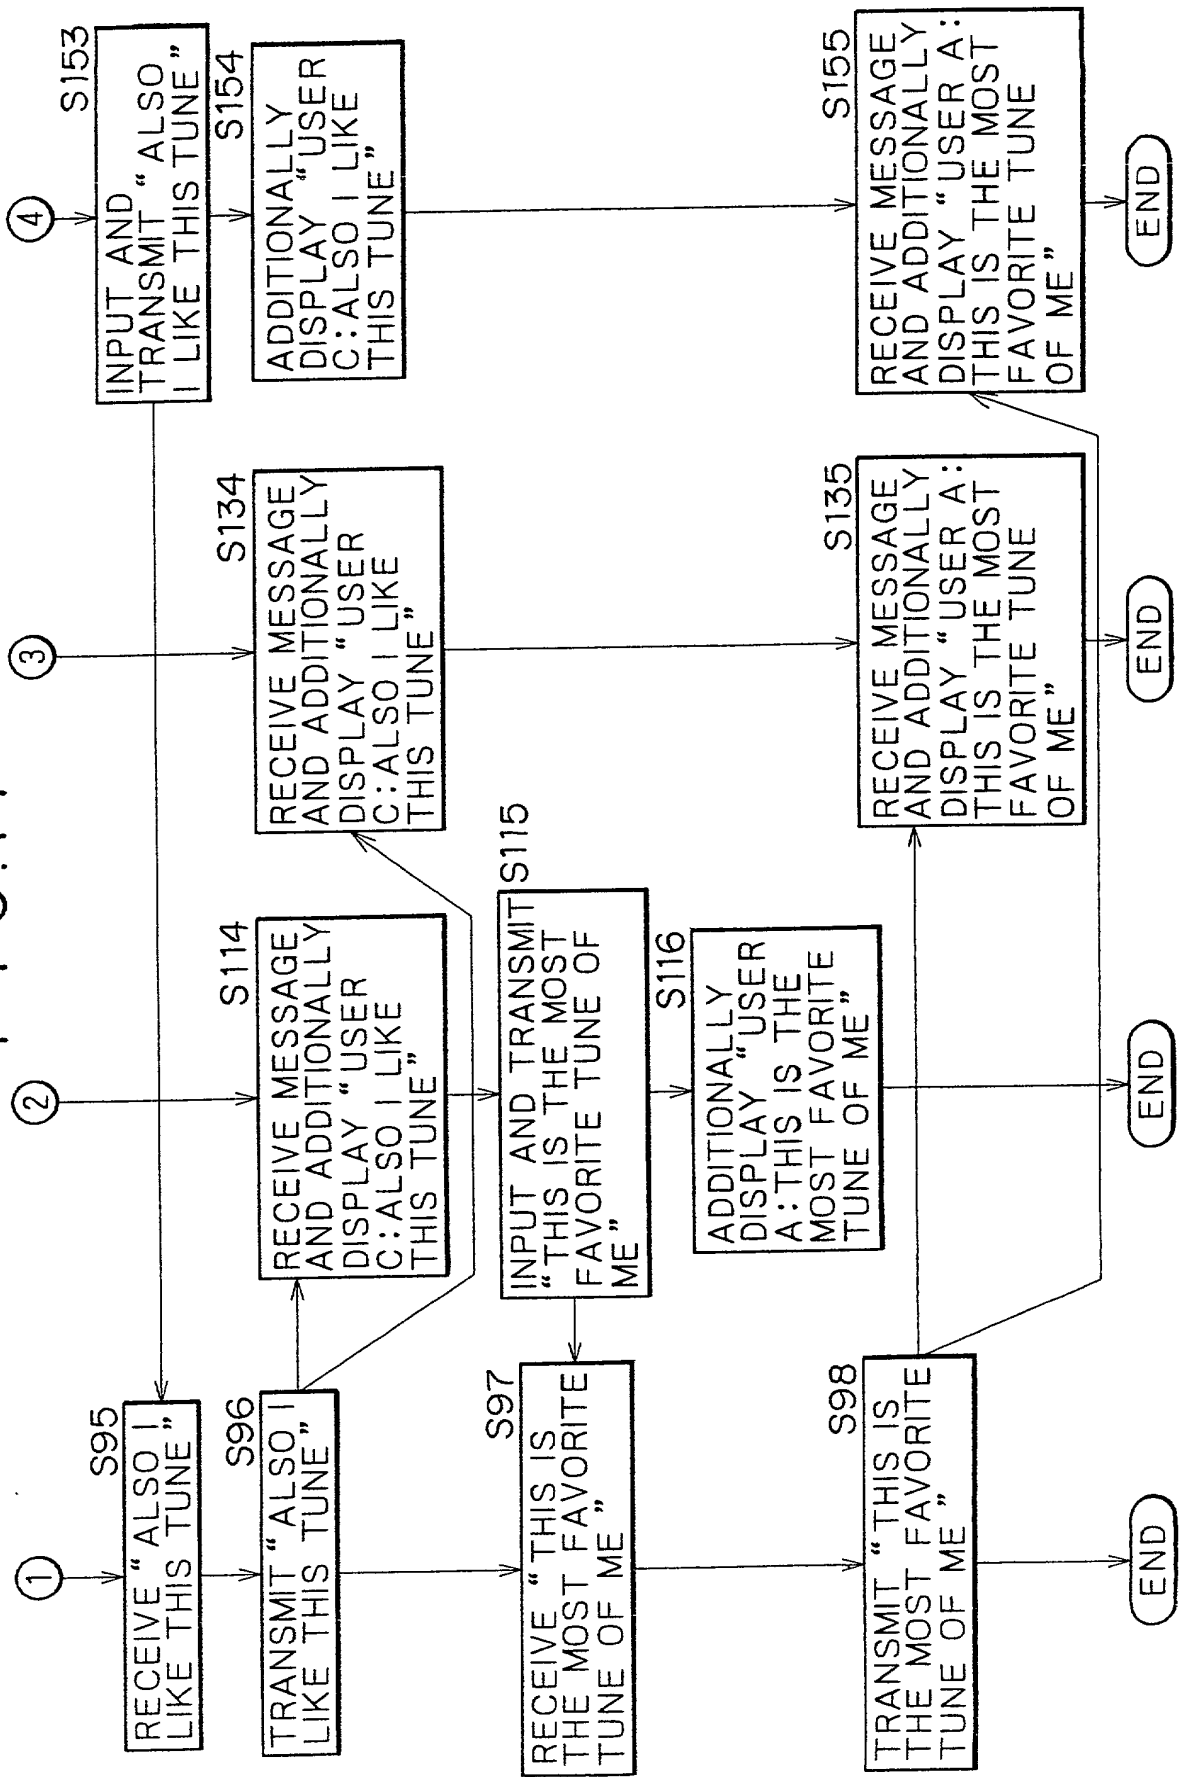 1
S95
RECEIVE “ALSO I
LIKE THIS TUNE”
S96
TRANSMIT “ALSO I
LIKE THIS TUNE”
S97
RECEIVE “THIS IS
THE MOST FAVORITE
TUNE OF ME”
S98
TRANSMIT “THIS IS
THE MOST FAVORITE
TUNE OF ME”
END
2
S114
RECEIVE MESSAGE
AND ADDITIONALLY
DISPLAY “USER
C:ALSO I LIKE
THIS TUNE”
S115
INPUT AND TRANSMIT
“THIS IS THE MOST
FAVORITE TUNE OF
ME”
S116
ADDITIONALLY
DISPLAY “USER
A:THIS IS THE
MOST FAVORITE
TUNE OF ME”
END
3
S134
RECEIVE MESSAGE
AND ADDITIONALLY
DISPLAY “USER
C:ALSO I LIKE
THIS TUNE”
S135
RECEIVE MESSAGE
AND ADDITIONALLY
DISPLAY “USER A:
THIS IS THE MOST
FAVORITE TUNE
OF ME”
END
4
S153
INPUT AND
TRANSMIT “ALSO
I LIKE THIS TUNE”
S154
ADDITIONALLY
DISPLAY “USER
C:ALSO I LIKE
THIS TUNE”
S155
RECEIVE MESSAGE
AND ADDITIONALLY
DISPLAY “USER A:
THIS IS THE MOST
FAVORITE TUNE
OF ME”
END